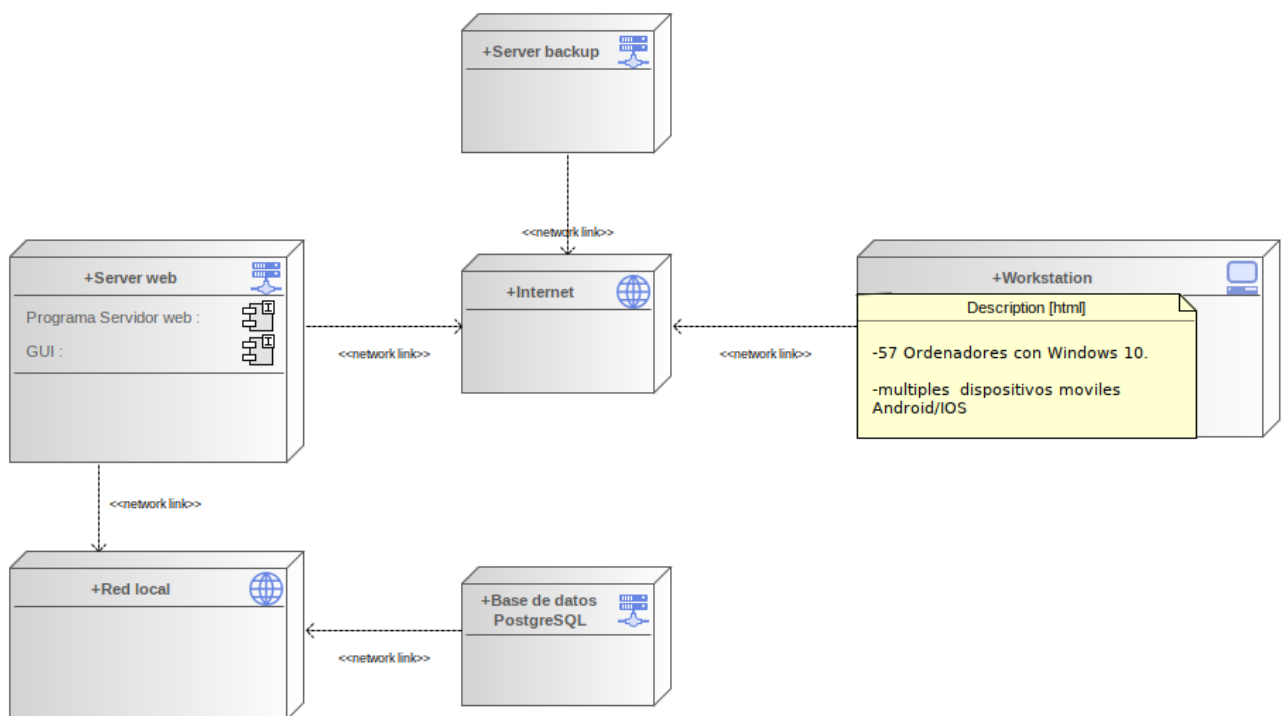 +Server backup
<<network link>>
+Server web
Programa Servidor web :
GUI :
<<network link>>
+Internet
<<network link>>
+Workstation
Description [html]
-57 Ordenadores con Windows 10.
-multiples dispositivos moviles
Android/IOS
<<network link>>
+Red local
<<network link>>
+Base de datos
PostgreSQL